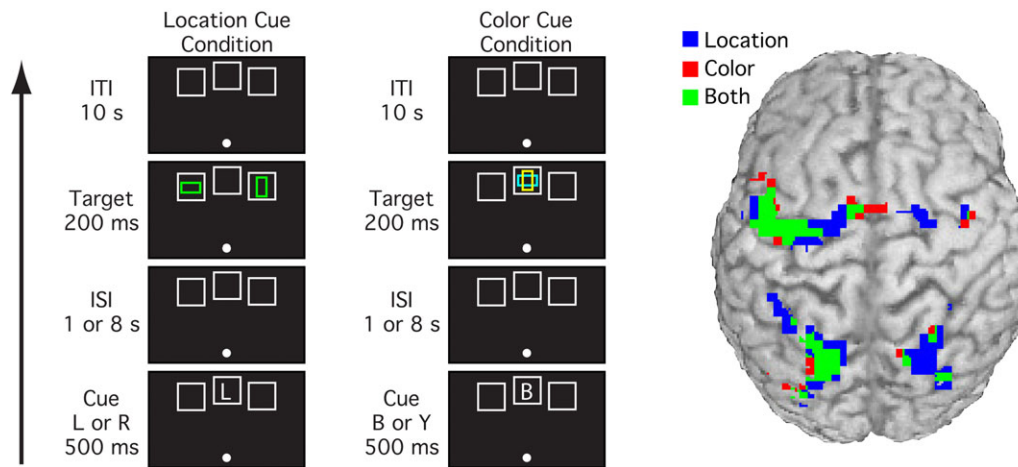 Location Cue
Condition
ITI
10 s
Target
200 ms
ISI
1 or 8 s
Cue
L or R
500 ms
L
Color Cue
Condition
ITI
10 s
Target
200 ms
ISI
1 or 8 s
Cue
B or Y
500 ms
B
Location
Color
Both